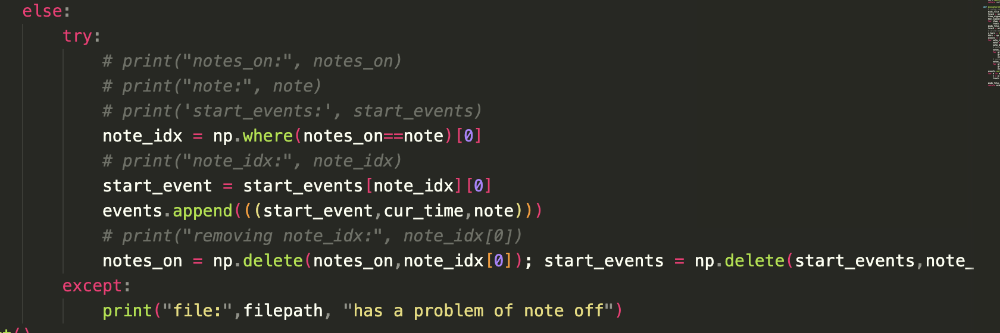 else:
try:
# print("notes_on:", notes_on)
# print("note:", note)
# print('start_events:', start_events)
note_idx = np.where(notes_on==note)[0]
# print("note_idx:", note_idx)
start_event = start_events[note_idx][0]
events.append(((start_event,cur_time,note)))
# print("removing note_idx:", note_idx[0])
notes_on = np.delete(notes_on,note_idx[0]); start_events = np.delete(start_events,note_
except:
print("file:",filepath, "has a problem of note off")